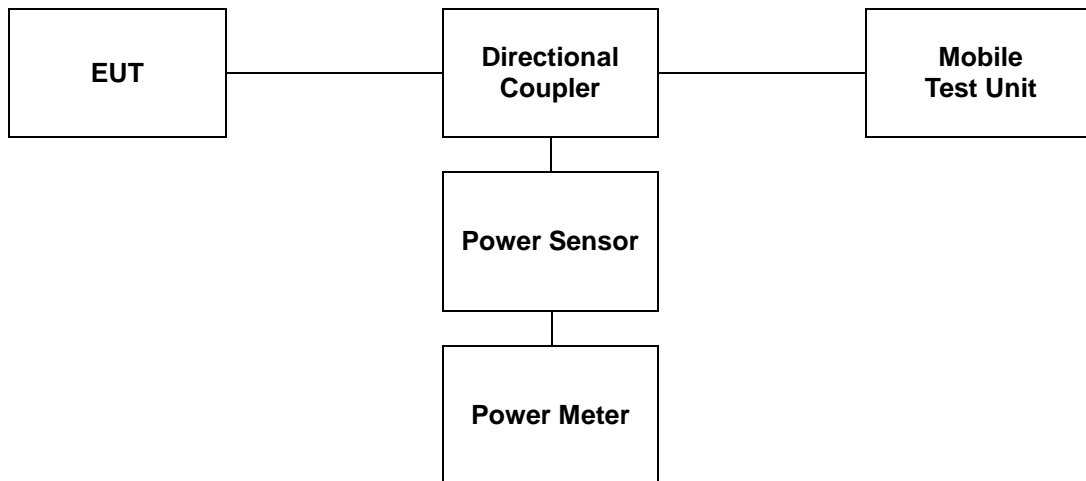 EUT
Directional
Coupler
Mobile
Test Unit
Power Sensor
Power Meter